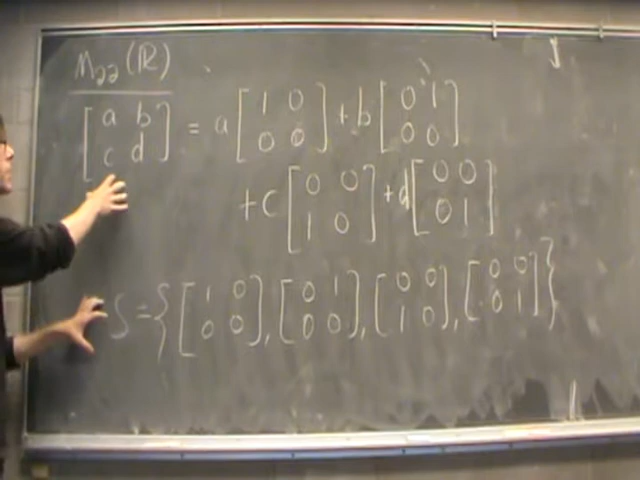 M₂₂(ℝ)
[a b; c d] = a[1 0; 0 0] + b[0 1; 0 0]
+ c[0 0; 1 0] + d[0 0; 0 1]
S = {[1 0; 0 0], [0 1; 0 0], [0 0; 1 0], [0 0; 0 1]}